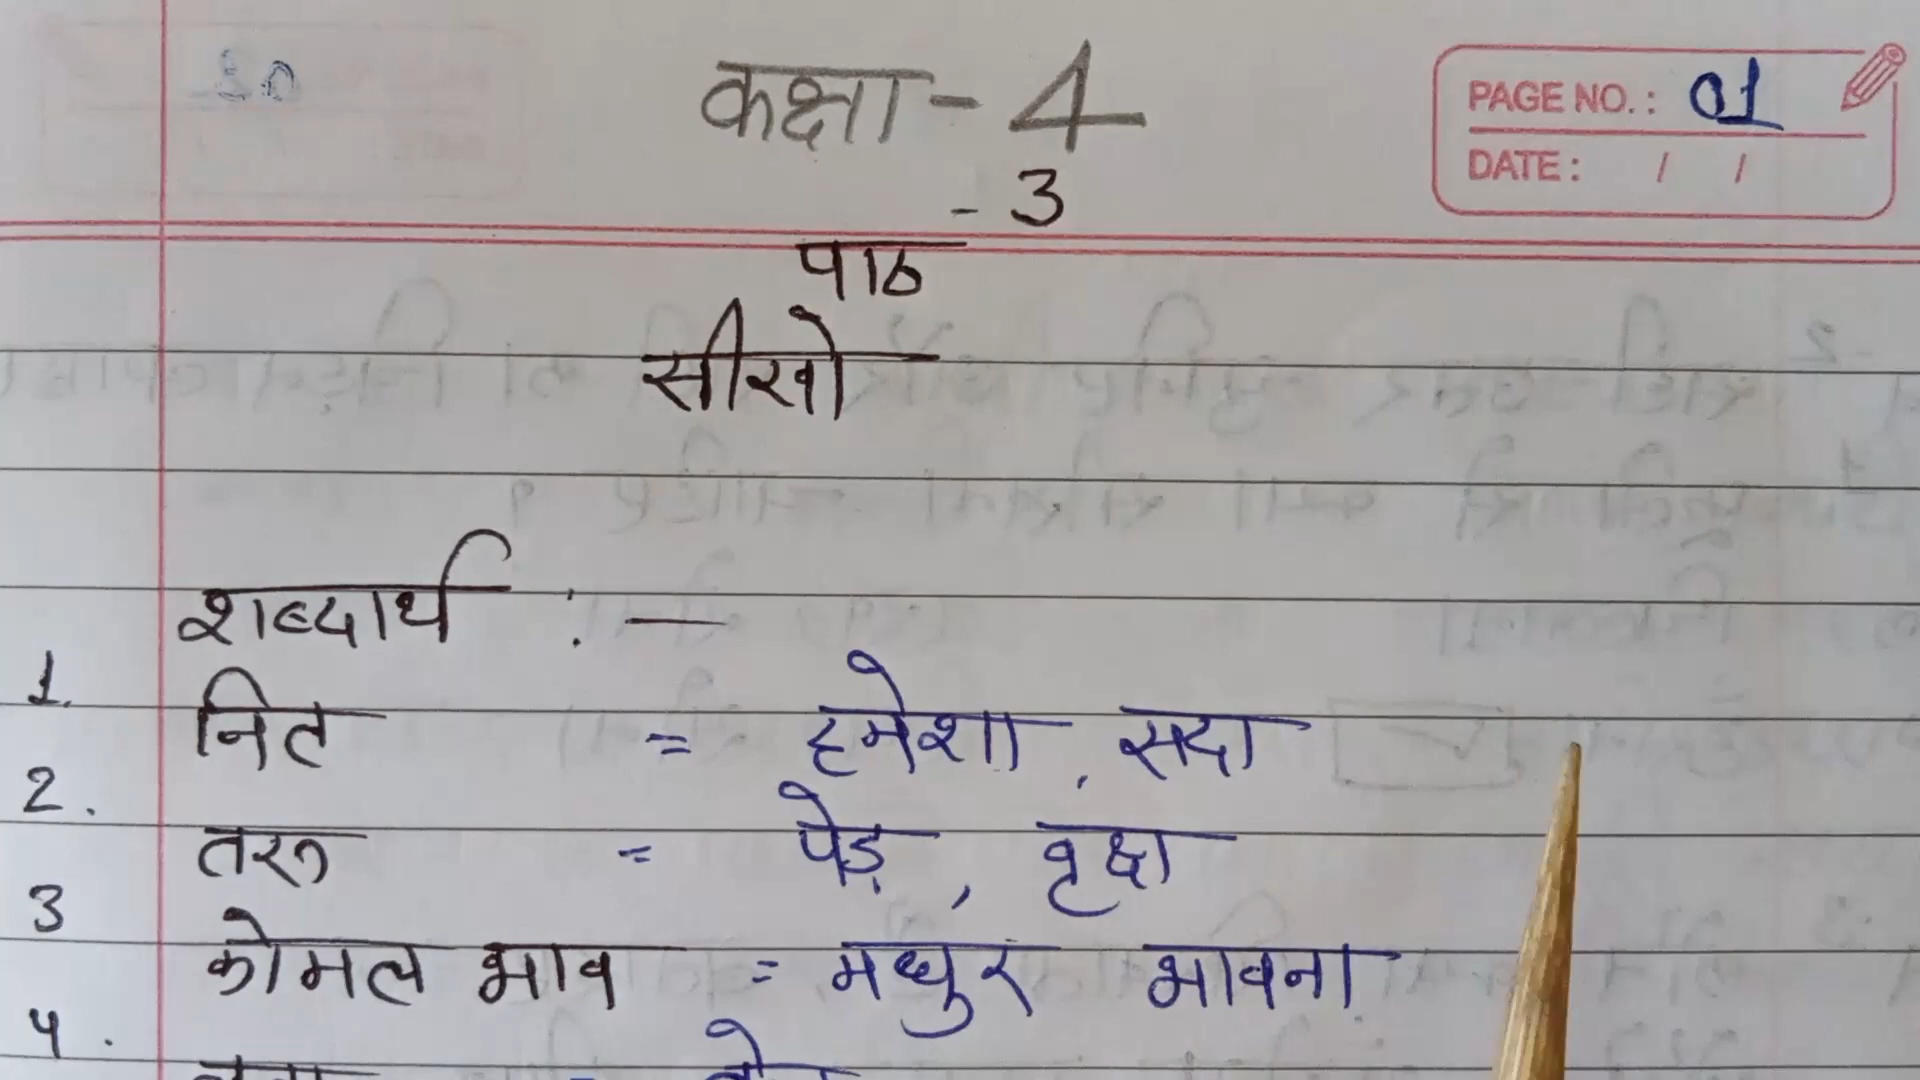 कक्षा - 4
PAGE NO.: 01
DATE: / /
- 3
पाठ
सीखो
शब्दार्थ :—
1. नित = हमेशा, सदा
2. तरु = पेड़, वृक्ष
3 कोमल भाव = मधुर भावना
4.